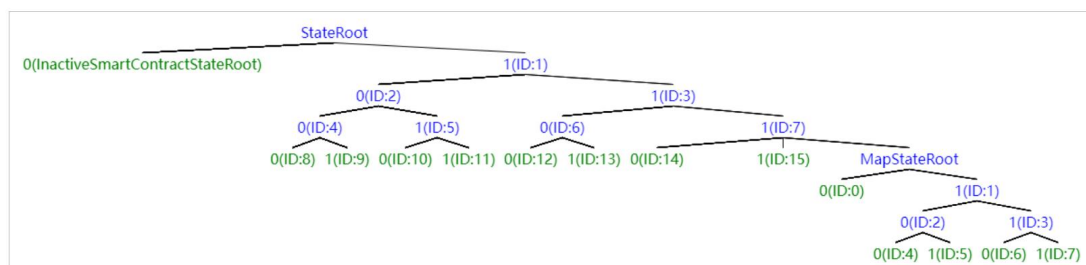 StateRoot
0(InactiveSmartContractStateRoot) 1(ID:1)
0(ID:2) 1(ID:3)
0(ID:4) 1(ID:5) 0(ID:6) 1(ID:7)
0(ID:8) 1(ID:9) 0(ID:10) 1(ID:11) 0(ID:12) 1(ID:13) 0(ID:14) 1(ID:15) MapStateRoot
0(ID:0) 1(ID:1)
0(ID:2) 1(ID:3)
0(ID:4) 1(ID:5) 0(ID:6) 1(ID:7)